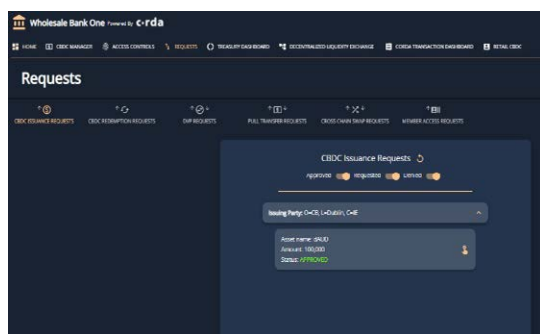 Wholesale Bank One Powered By c·rda
HOME CBDC MANAGER ACCESS CONTROLS REQUESTS TREASURY DASHBOARD DECENTRALIZED LIQUIDITY EXCHANGE CORDA TRANSACTION DASHBOARD RETAIL CBDC
Requests
CBDC ISSUANCE REQUESTS CBDC REDEMPTION REQUESTS DVP REQUESTS PULL TRANSFER REQUESTS CROSS CHAIN SWAP REQUESTS MEMBER ACCESS REQUESTS
CBDC Issuance Requests
Approved Requested Denied
Issuing Party: O=CB, L=Dublin, C=IE
Asset name: dAUD
Amount: 100,000
Status: APPROVED